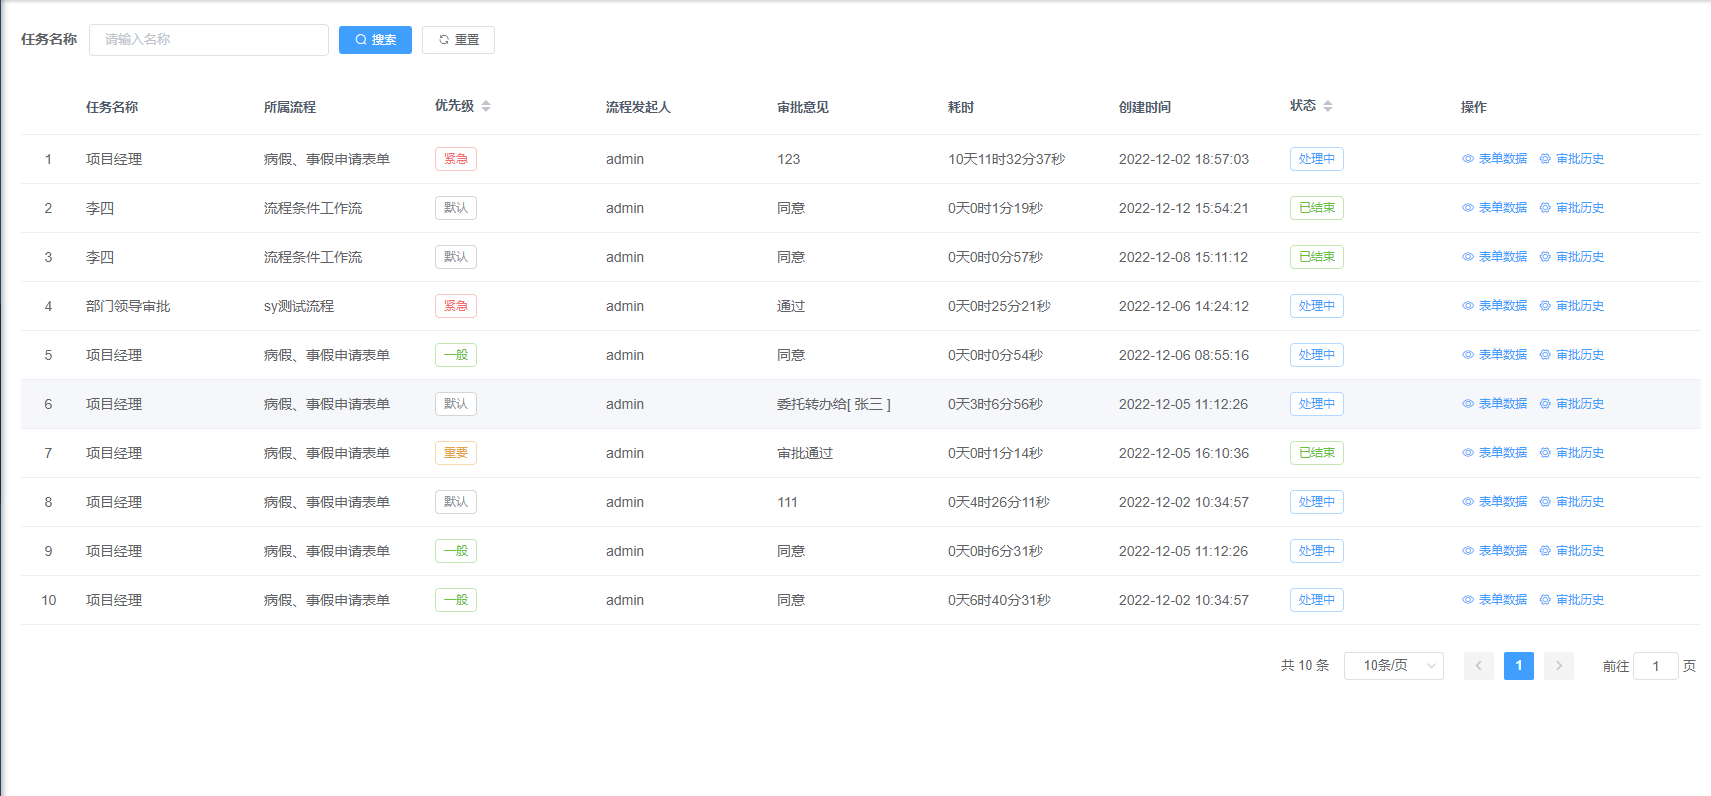 任务名称 请输入名称 搜索 重置
任务名称 所属流程 优先级 流程发起人 审批意见 耗时 创建时间 状态 操作
1 项目经理 病假、事假申请表单 紧急 admin 123 10天11时32分37秒 2022-12-02 18:57:03 处理中 表单数据 审批历史
2 李四 流程条件工作流 默认 admin 同意 0天0时1分19秒 2022-12-12 15:54:21 已结束 表单数据 审批历史
3 李四 流程条件工作流 默认 admin 同意 0天0时0分57秒 2022-12-08 15:11:12 已结束 表单数据 审批历史
4 部门领导审批 sy测试流程 紧急 admin 通过 0天0时25分21秒 2022-12-06 14:24:12 处理中 表单数据 审批历史
5 项目经理 病假、事假申请表单 一般 admin 同意 0天0时0分54秒 2022-12-06 08:55:16 处理中 表单数据 审批历史
6 项目经理 病假、事假申请表单 默认 admin 委托转办给[ 张三 ] 0天3时6分56秒 2022-12-05 11:12:26 处理中 表单数据 审批历史
7 项目经理 病假、事假申请表单 重要 admin 审批通过 0天0时1分14秒 2022-12-05 16:10:36 已结束 表单数据 审批历史
8 项目经理 病假、事假申请表单 默认 admin 111 0天4时26分11秒 2022-12-02 10:34:57 处理中 表单数据 审批历史
9 项目经理 病假、事假申请表单 一般 admin 同意 0天0时6分31秒 2022-12-05 11:12:26 处理中 表单数据 审批历史
10 项目经理 病假、事假申请表单 一般 admin 同意 0天6时40分31秒 2022-12-02 10:34:57 处理中 表单数据 审批历史
共 10 条 10条/页 1 前往 1 页